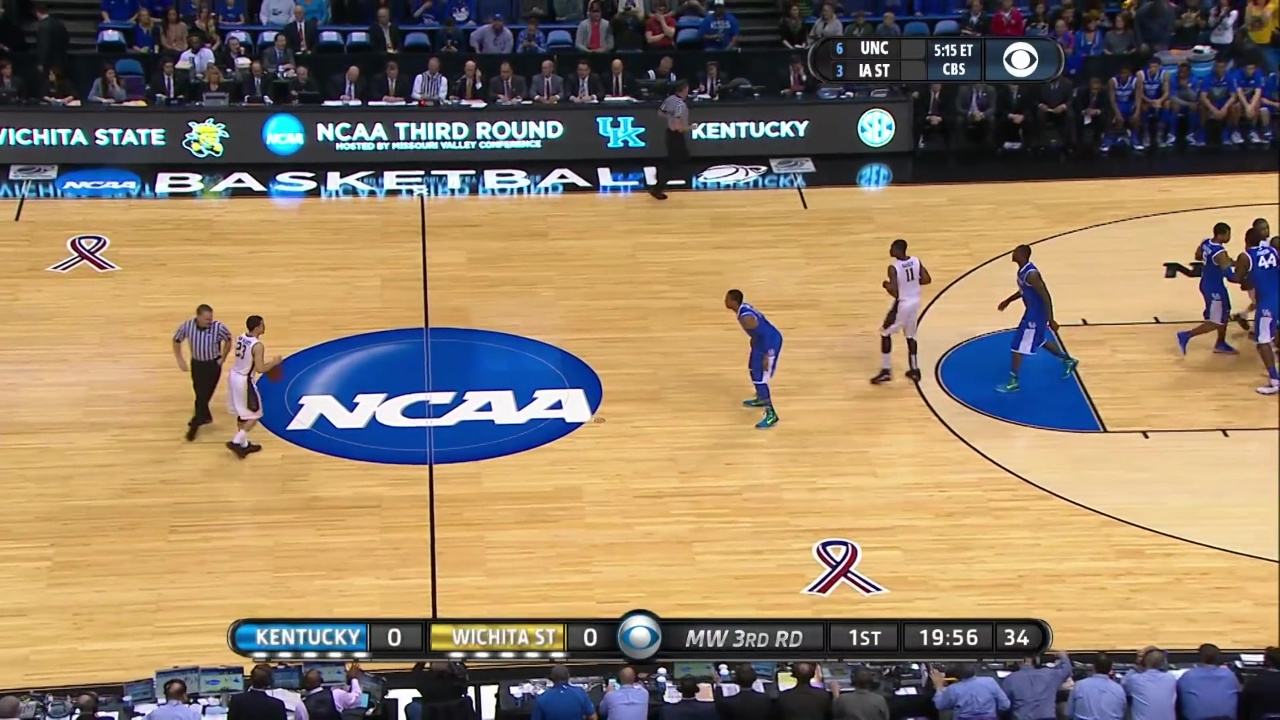 6 UNC 5:15 ET
3 IA ST CBS
WICHITA STATE NCAA NCAA THIRD ROUND UK KENTUCKY SEC
HOSTED BY MISSOURI VALLEY CONFERENCE
NCAA BASKETBALL
11
44
23
NCAA
KENTUCKY 0 WICHITA ST 0 MW 3RD RD 1ST 19:56 34